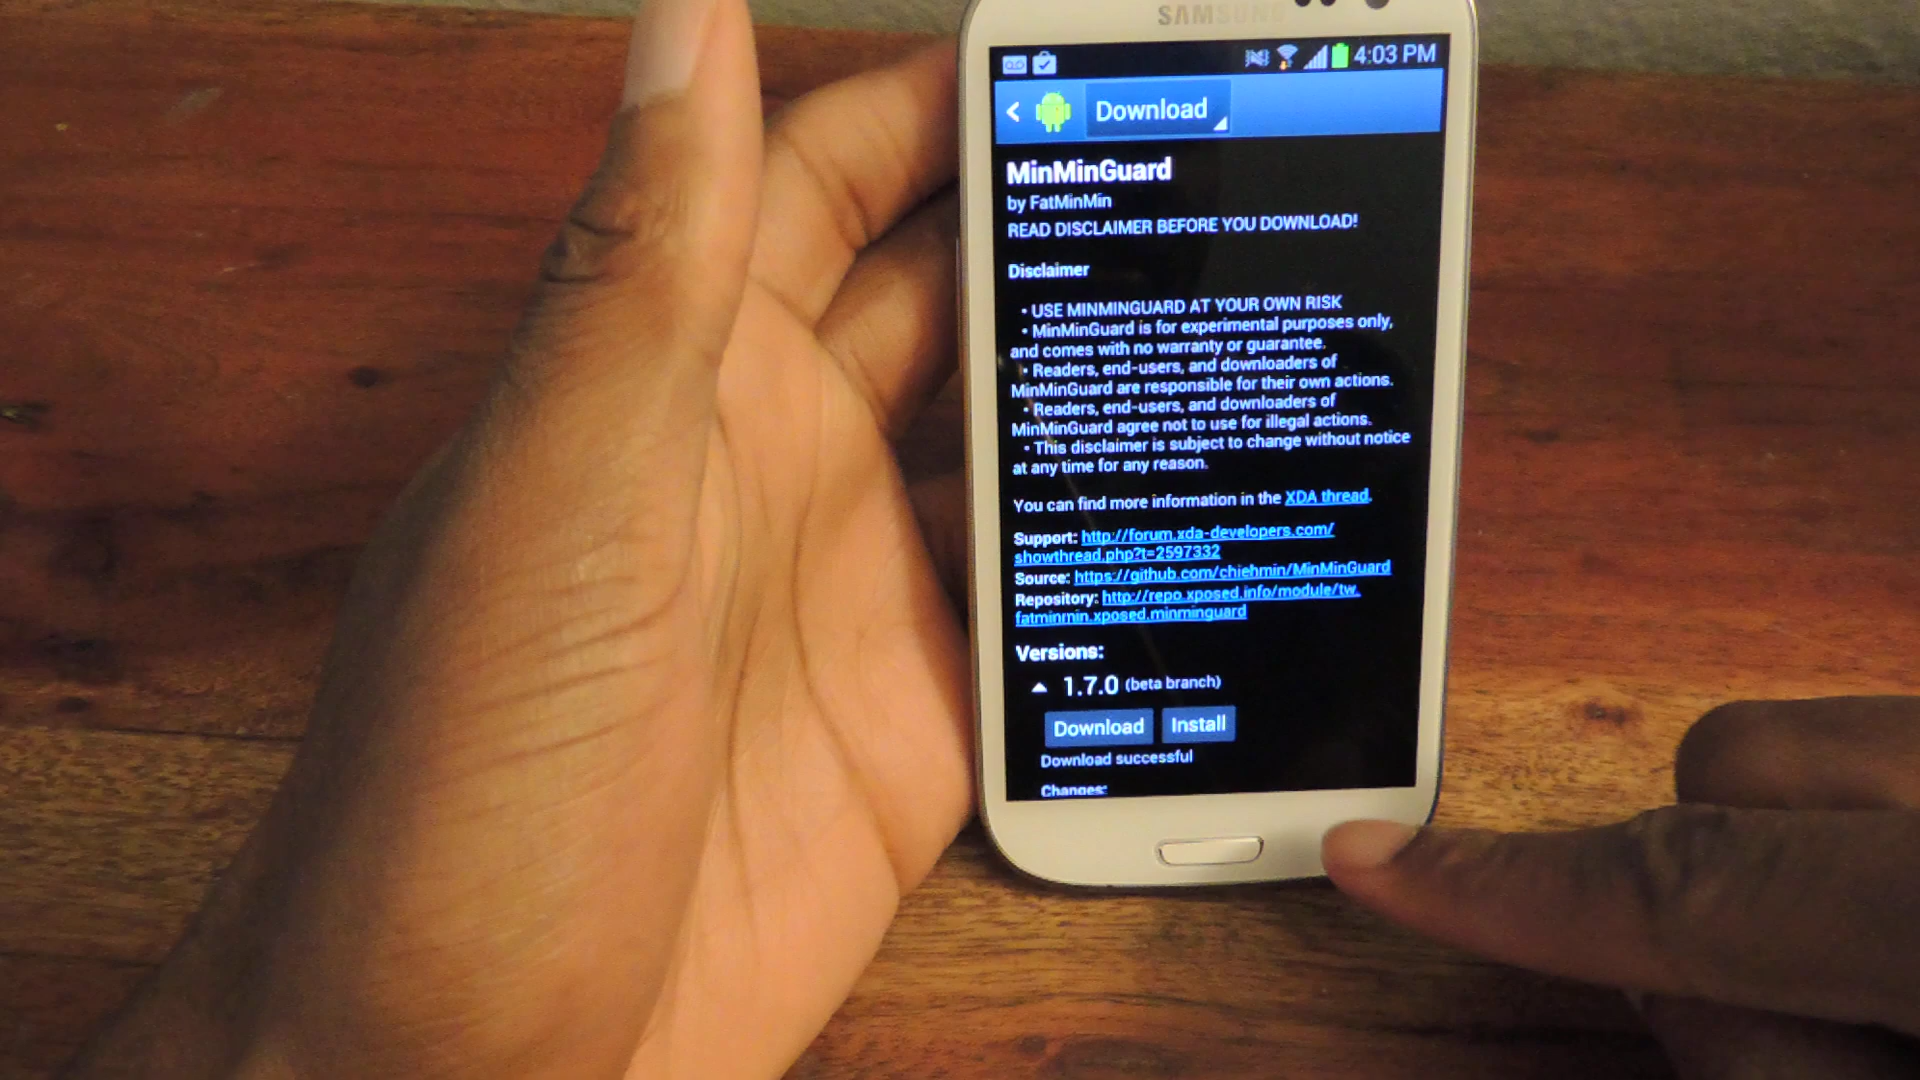 SAMSUNG
4:03 PM
Download
MinMinGuard
by FatMinMin
READ DISCLAIMER BEFORE YOU DOWNLOAD!
Disclaimer
• USE MINMINGUARD AT YOUR OWN RISK
• MinMinGuard is for experimental purposes only,
and comes with no warranty or guarantee.
• Readers, end-users, and downloaders of
MinMinGuard are responsible for their own actions.
• Readers, end-users, and downloaders of
MinMinGuard agree not to use for illegal actions.
• This disclaimer is subject to change without notice
at any time for any reason.
You can find more information in the XDA thread.
Support: http://forum.xda-developers.com/
showthread.php?t=2597332
Source: https://github.com/chiehmin/MinMinGuard
Repository: http://repo.xposed.info/module/tw.
fatminmin.xposed.minminguard
Versions:
1.7.0 (beta branch)
Download Install
Download successful
Changes: